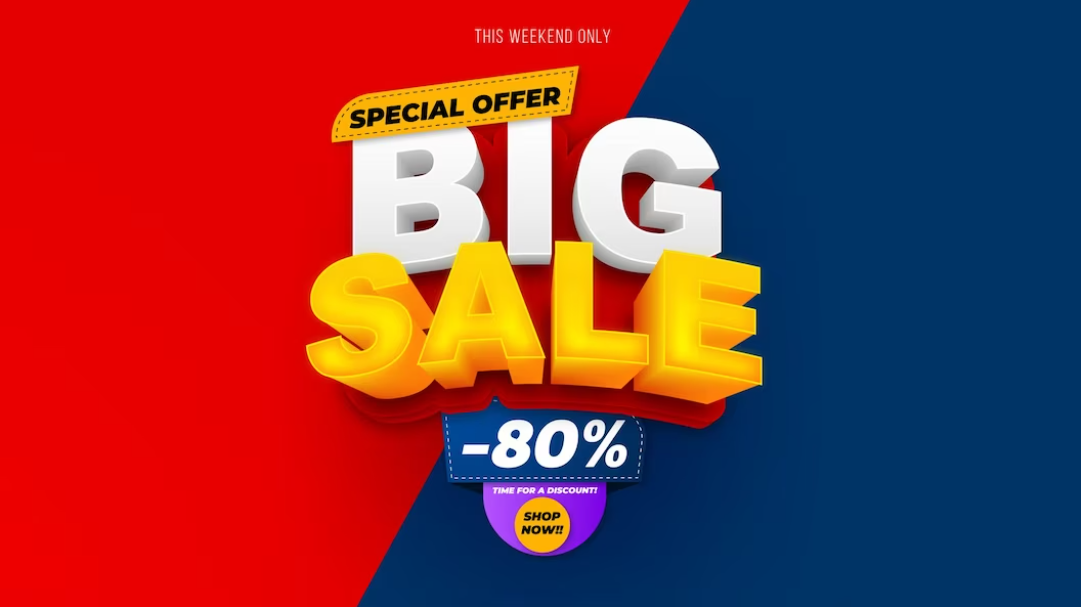 THIS WEEKEND ONLY
SPECIAL OFFER
BIG
SALE
-80%
TIME FOR A DISCOUNT!
SHOP
NOW!!